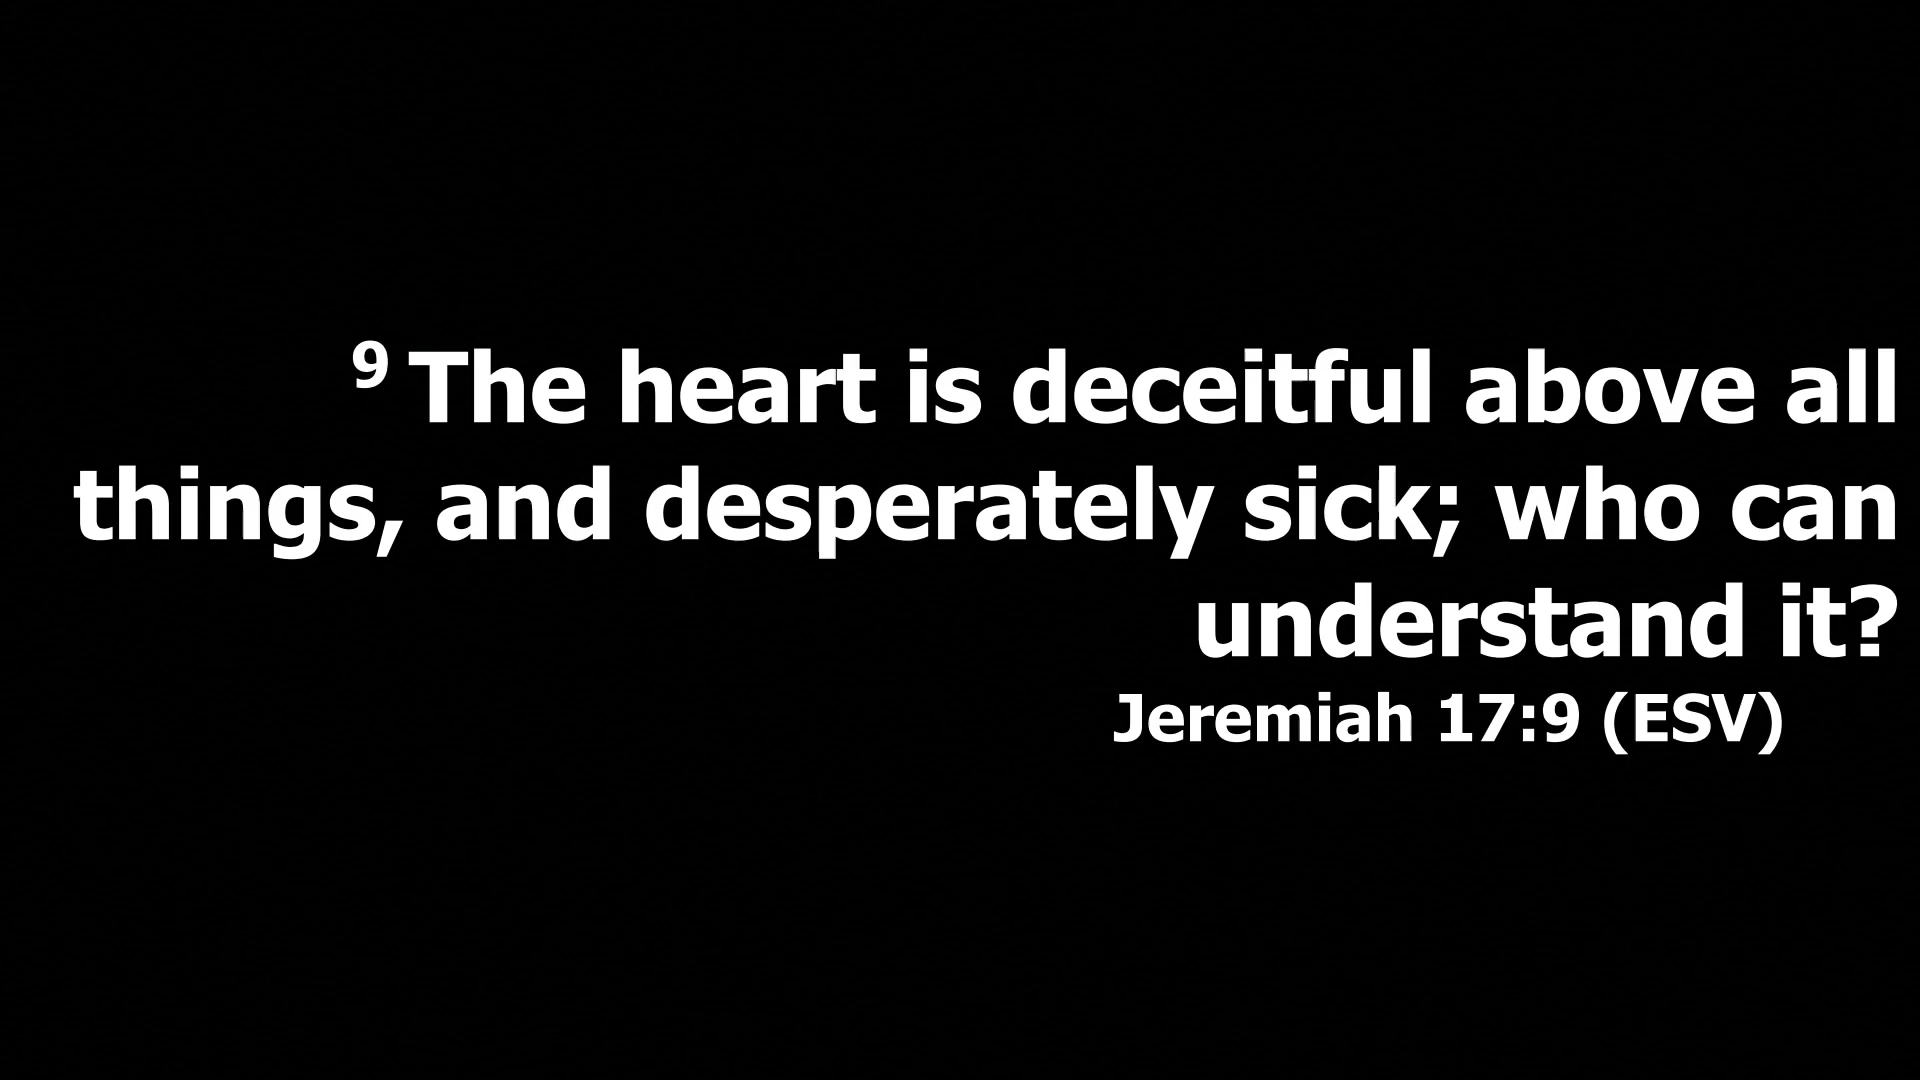 9 The heart is deceitful above all
things, and desperately sick; who can
understand it?
Jeremiah 17:9 (ESV)